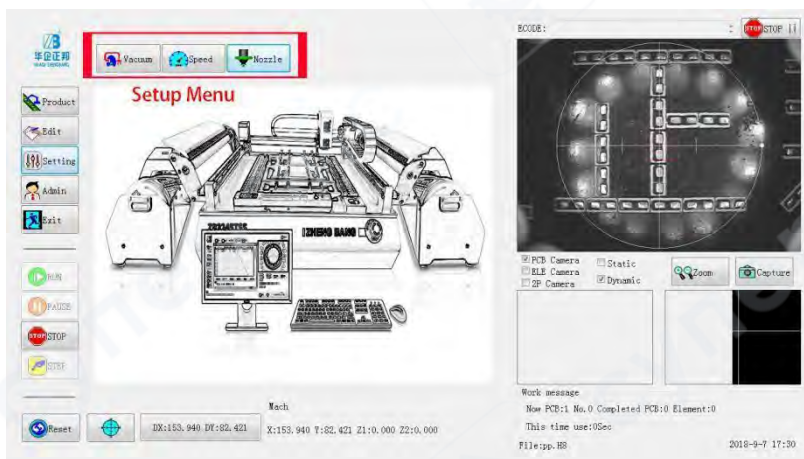 华企正邦
Vacuum
Speed
Nozzle
Setup Menu
Product
Edit
Setting
Admin
Exit
RUN
PAUSE
STOP STOP
STEP
Reset
DX:153.940 DY:82.421
Mach
X:153.940 Y:82.421 Z1:0.000 Z2:0.000
ZHENG BANG
ECODE:
STOP STOP
PCB Camera
ELE Camera
2P Camera
Static
Dynamic
Zoom
Capture
Work message
Now PCB:1 No.0 Completed PCB:0 Element:0
This time use:0Sec
File:pp.HS
2018-9-7 17:30